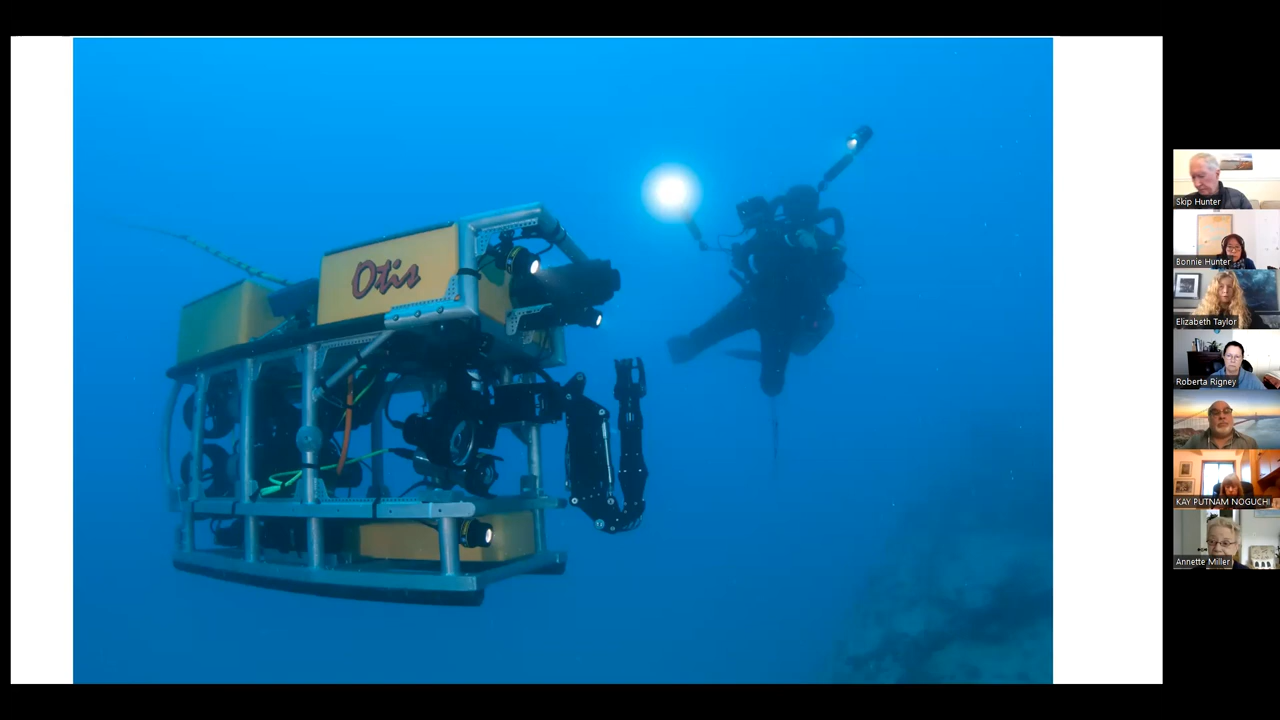 Otis
Skip Hunter
Bonnie Hunter
Elizabeth Taylor
Roberta Rigney
KAY PUTNAM NOGUCHI
Annette Miller